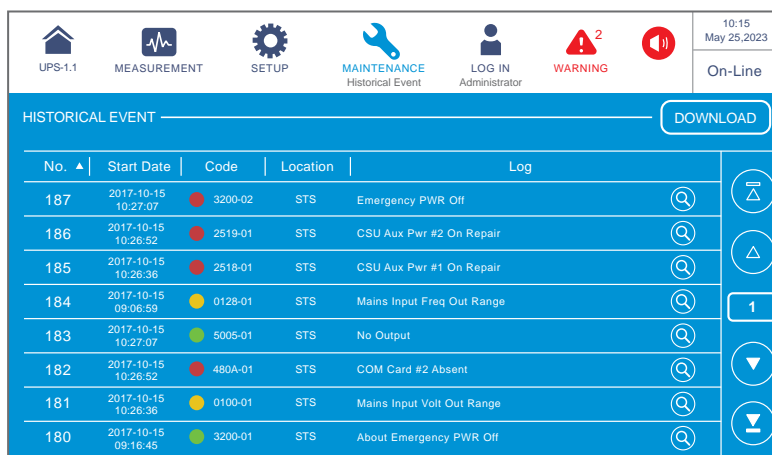 UPS-1.1
MEASUREMENT
SETUP
MAINTENANCE
Historical Event
LOG IN
Administrator
2
WARNING
10:15
May 25,2023
On-Line
HISTORICAL EVENT
DOWNLOAD
No. ▲ Start Date Code Location Log
187 2017-10-15 10:27:07 3200-02 STS Emergency PWR Off
186 2017-10-15 10:26:52 2519-01 STS CSU Aux Pwr #2 On Repair
185 2017-10-15 10:26:36 2518-01 STS CSU Aux Pwr #1 On Repair
184 2017-10-15 09:06:59 0128-01 STS Mains Input Freq Out Range
183 2017-10-15 10:27:07 5005-01 STS No Output
182 2017-10-15 10:26:52 480A-01 STS COM Card #2 Absent
181 2017-10-15 10:26:36 0100-01 STS Mains Input Volt Out Range
180 2017-10-15 09:16:45 3200-01 STS About Emergency PWR Off
1